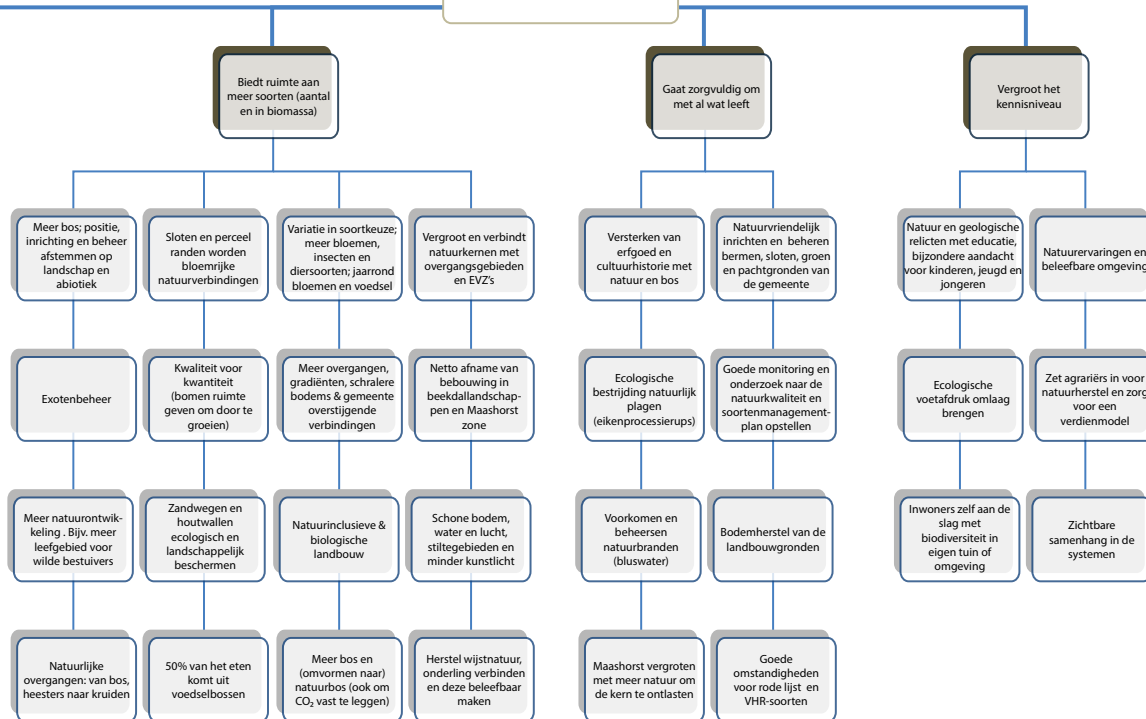 Biedt ruimte aan
meer soorten (aantal
en in biomassa)
Gaat zorgvuldig om
met al wat leeft
Vergroot het
kennisniveau
Meer bos; positie,
inrichting en beheer
afstemmen op
landschap en
abiotiek
Sloten en perceel
randen worden
bloemrijke
natuurverbindingen
Variatie in soortkeuze;
meer bloemen,
insecten en
diersoorten; jaarrond
bloemen en voedsel
Vergroot en verbindt
natuurkernen met
overgangsgebieden
en EVZ's
Versterken van
erfgoed en
cultuurhistorie met
natuur en bos
Natuurvriendelijk
inrichten en beheren
bermen, sloten, groen
en pachtgronden van
de gemeente
Natuur en geologische
relicten met educatie,
bijzondere aandacht
voor kinderen, jeugd en
jongeren
Natuurervaringen en
beleefbare omgeving
Exotenbeheer
Kwaliteit voor
kwantiteit
(bomen ruimte
geven om door te
groeien)
Meer overgangen,
gradiënten, schralere
bodems & gemeente
overstijgende
verbindingen
Netto afname van
bebouwing in
beekdallandschap-
pen en Maashorst
zone
Ecologische
bestrijding natuurlijk
plagen
(eikenprocessierups)
Goede monitoring en
onderzoek naar de
natuurkwaliteit en
soortenmanagement-
plan opstellen
Ecologische
voetafdruk omlaag
brengen
Zet agrariërs in voor
natuurherstel en zorg
voor een
verdienmodel
Meer natuurontwik-
keling . Bijv. meer
leefgebied voor
wilde bestuivers
Zandwegen en
houtwallen
ecologisch en
landschappelijk
beschermen
Natuurinclusieve &
biologische
landbouw
Schone bodem,
water en lucht,
stiltegebieden en
minder kunstlicht
Voorkomen en
beheersen
natuurbranden
(bluswater)
Bodemherstel van de
landbouwgronden
Inwoners zelf aan de
slag met
biodiversiteit in
eigen tuin of
omgeving
Zichtbare
samenhang in de
systemen
Natuurlijke
overgangen: van bos,
heesters naar kruiden
50% van het eten
komt uit
voedselbossen
Meer bos en
(omvormen naar)
natuurbos (ook om
CO₂ vast te leggen)
Herstel wijstnatuur,
onderling verbinden
en deze beleefbaar
maken
Maashorst vergroten
met meer natuur om
de kern te ontlasten
Goede
omstandigheden
voor rode lijst en
VHR-soorten